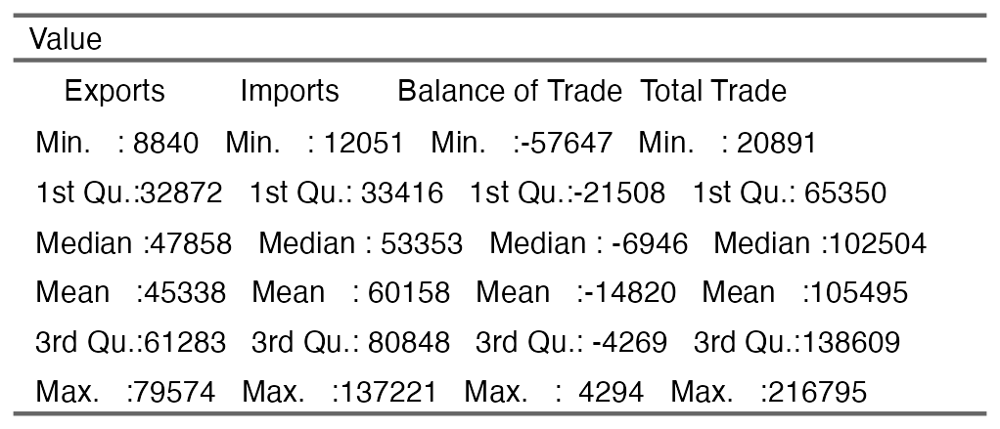 Value
Exports Imports Balance of Trade Total Trade
Min. : 8840 Min. : 12051 Min. :-57647 Min. : 20891
1st Qu.:32872 1st Qu.: 33416 1st Qu.:-21508 1st Qu.: 65350
Median :47858 Median : 53353 Median : -6946 Median :102504
Mean :45338 Mean : 60158 Mean :-14820 Mean :105495
3rd Qu.:61283 3rd Qu.: 80848 3rd Qu.: -4269 3rd Qu.:138609
Max. :79574 Max. :137221 Max. : 4294 Max. :216795